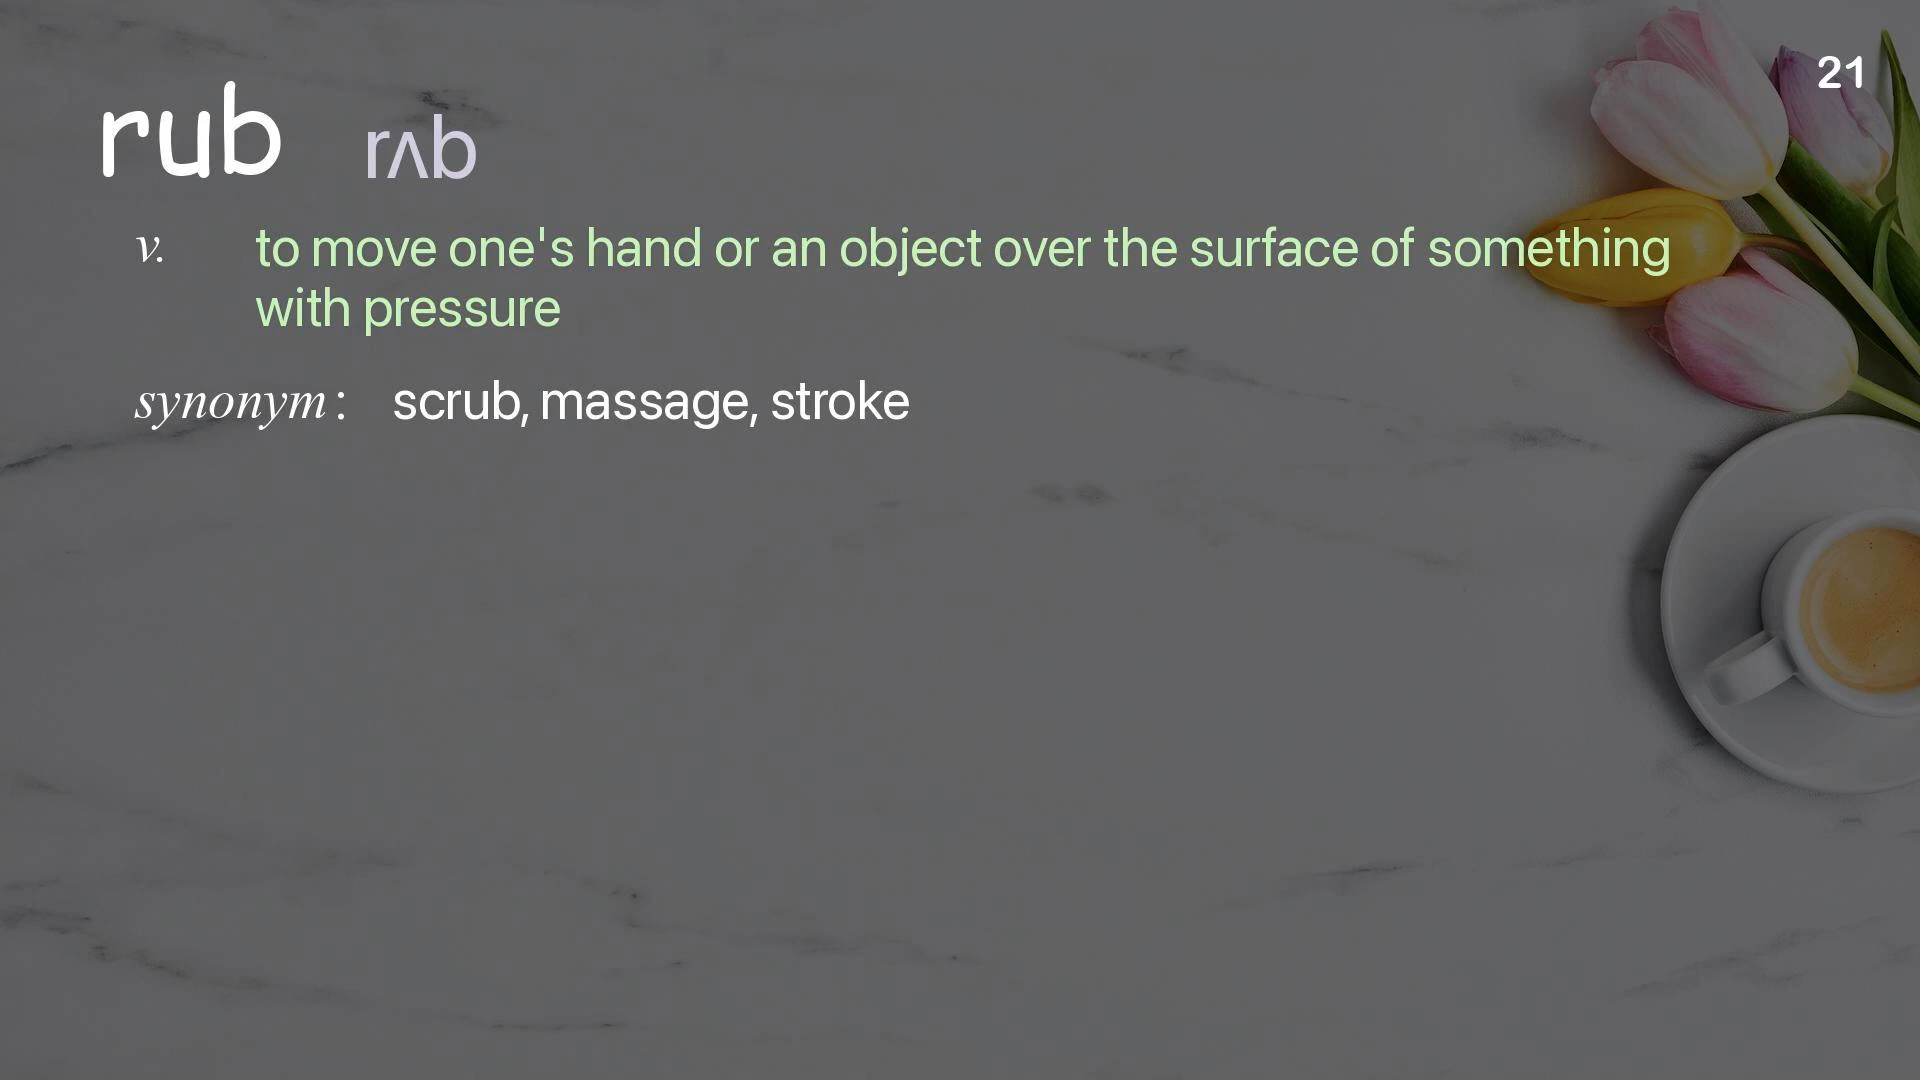 21
rub rʌb
v. to move one's hand or an object over the surface of something
with pressure
synonym : scrub, massage, stroke